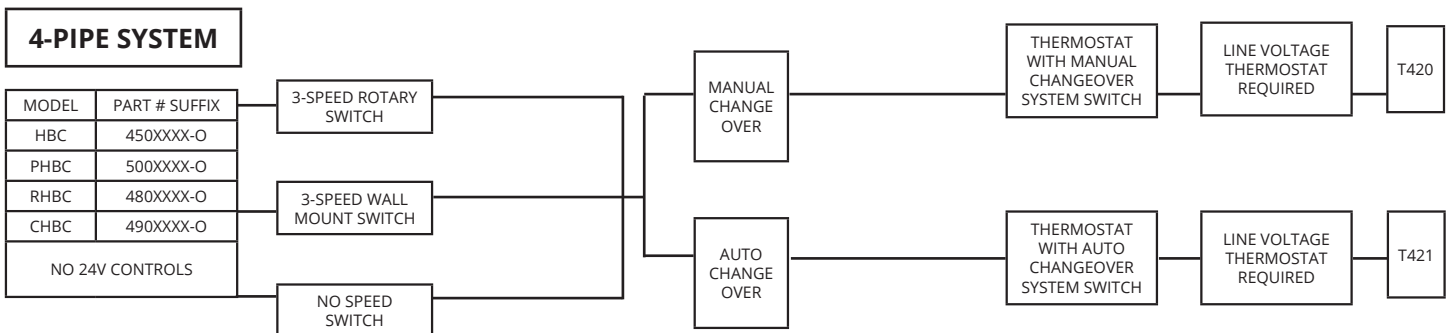 4-PIPE SYSTEM
MODEL PART # SUFFIX
HBC 450XXXX-O
PHBC 500XXXX-O
RHBC 480XXXX-O
CHBC 490XXXX-O
NO 24V CONTROLS
3-SPEED ROTARY
SWITCH
3-SPEED WALL
MOUNT SWITCH
NO SPEED
SWITCH
MANUAL
CHANGE
OVER
AUTO
CHANGE
OVER
THERMOSTAT
WITH MANUAL
CHANGEOVER
SYSTEM SWITCH
LINE VOLTAGE
THERMOSTAT
REQUIRED
T420
THERMOSTAT
WITH AUTO
CHANGEOVER
SYSTEM SWITCH
LINE VOLTAGE
THERMOSTAT
REQUIRED
T421